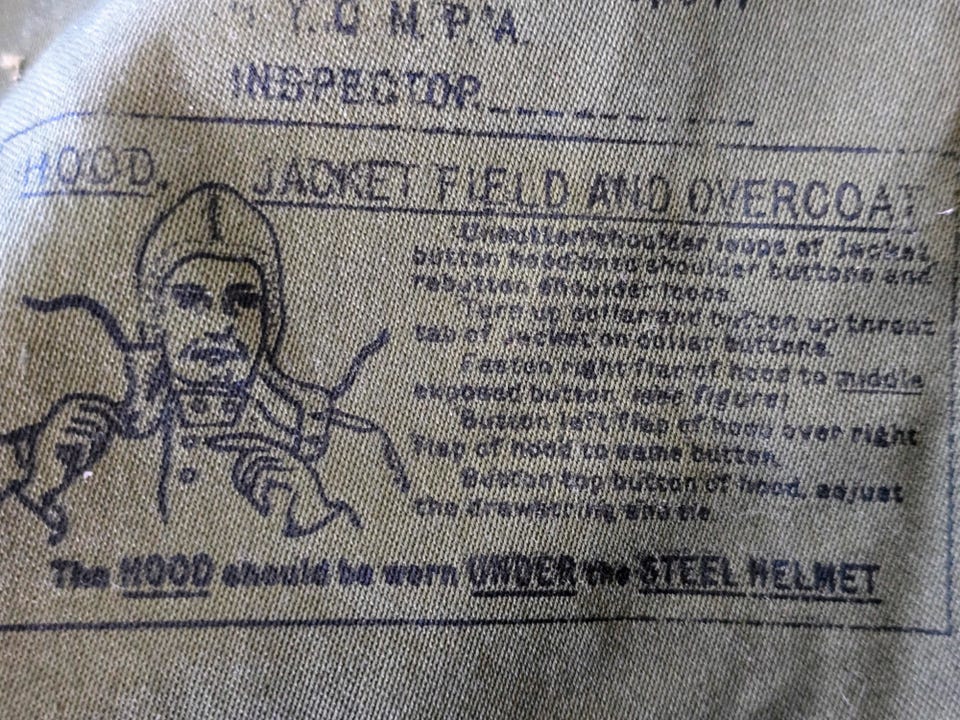 Y. Q. M. P. A.
INSPECTOR
HOOD, JACKET FIELD AND OVERCOAT
Unbutton shoulder loops of Jacket,
button hood onto shoulder buttons and
rebutton shoulder loops.
Turn up collar and button up throat
tab of Jacket on collar buttons.
Fasten right flap of hood to middle
exposed button, (see figure)
Button left flap of hood over right
flap of hood to same button.
Button top button of hood, adjust
the drawstring and tie.
The HOOD should be worn UNDER the STEEL HELMET